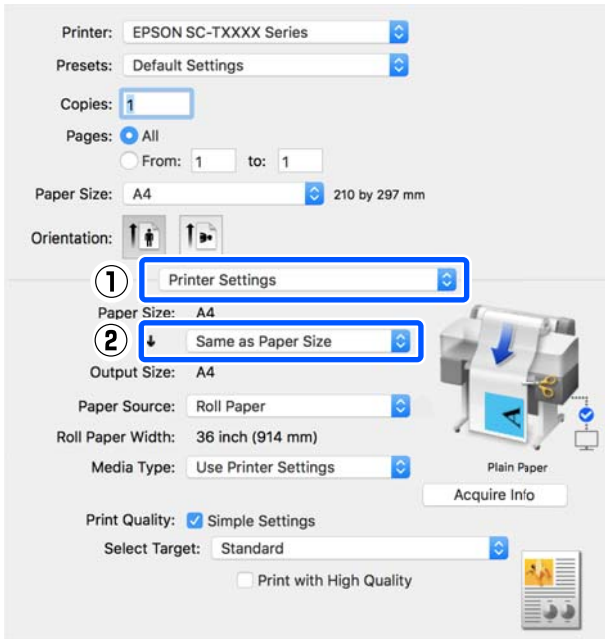 Printer: EPSON SC-TXXXX Series
Presets: Default Settings
Copies: 1
Pages: All
From: 1 to: 1
Paper Size: A4 210 by 297 mm
Orientation:
1 Printer Settings
Paper Size: A4
2 Same as Paper Size
Output Size: A4
Paper Source: Roll Paper
Roll Paper Width: 36 inch (914 mm)
Media Type: Use Printer Settings
Plain Paper
Acquire Info
Print Quality: Simple Settings
Select Target: Standard
Print with High Quality
A